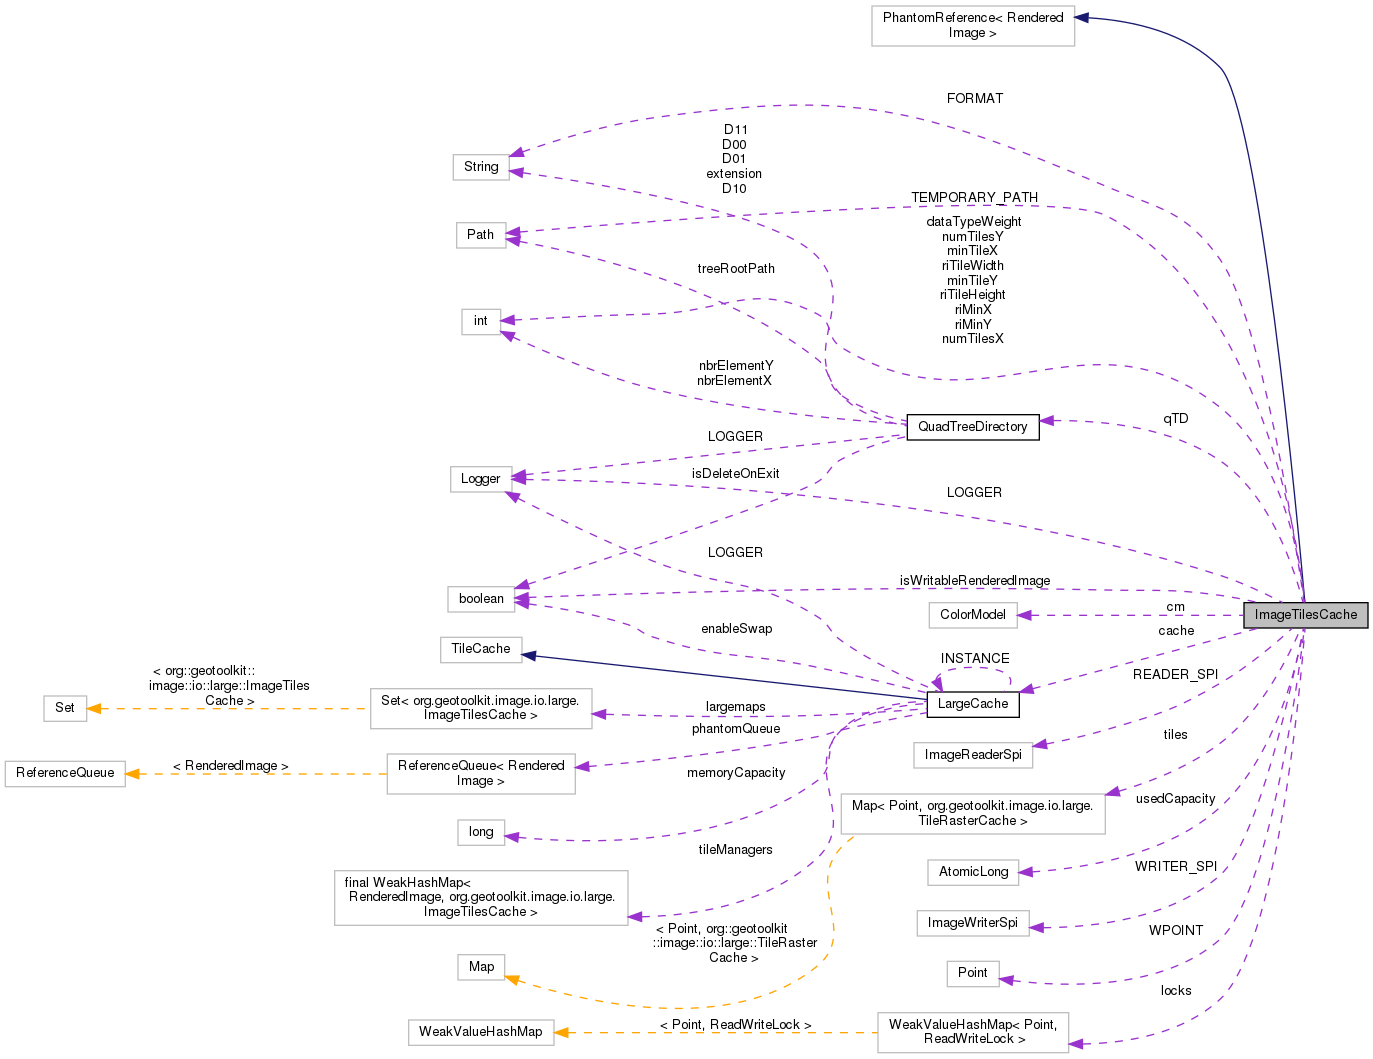 PhantomReference< Rendered
Image >
FORMAT
D11
D00
D01
extension
D10
String
TEMPORARY_PATH
Path
dataTypeWeight
numTilesY
minTileX
riTileWidth
minTileY
riTileHeight
riMinX
riMinY
numTilesX
treeRootPath
int
nbrElementY
nbrElementX
QuadTreeDirectory
qTD
LOGGER
isDeleteOnExit
Logger
LOGGER
LOGGER
isWritableRenderedImage
boolean
ColorModel
cm
ImageTilesCache
enableSwap
cache
TileCache
INSTANCE
READER_SPI
< org::geotoolkit::
image::io::large::ImageTiles
Cache >
Set
Set< org.geotoolkit.image.io.large.
ImageTilesCache >
largemaps
LargeCache
phantomQueue
tiles
ImageReaderSpi
ReferenceQueue
< RenderedImage >
ReferenceQueue< Rendered
Image >
memoryCapacity
usedCapacity
Map< Point, org.geotoolkit.image.io.large.
TileRasterCache >
long
tileManagers
AtomicLong
WRITER_SPI
final WeakHashMap<
RenderedImage, org.geotoolkit.image.io.large.
ImageTilesCache >
ImageWriterSpi
WPOINT
< Point, org::geotoolkit
::image::io::large::TileRaster
Cache >
Map
Point
locks
WeakValueHashMap
< Point, ReadWriteLock >
WeakValueHashMap< Point,
ReadWriteLock >